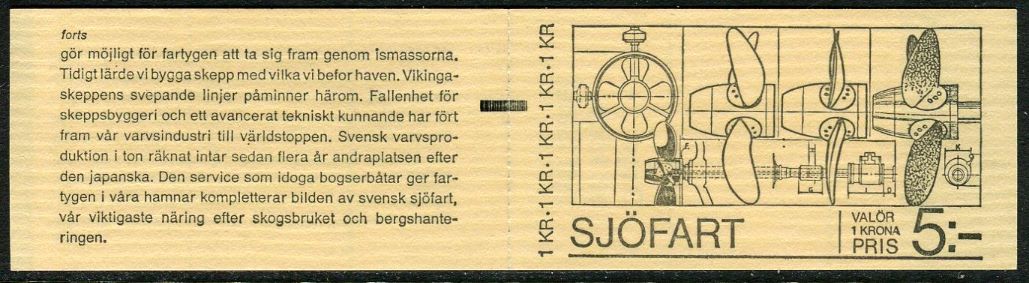 forts
gör möjligt för fartygen att ta sig fram genom ismassorna.
Tidigt lärde vi bygga skepp med vilka vi befor haven. Vikinga-
skeppens svepande linjer påminner härom. Fallenhet för
skeppsbyggeri och ett avancerat tekniskt kunnande har fört
fram vår varvsindustri till världstoppen. Svensk varvspro-
duktion i ton räknat intar sedan flera år andraplatsen efter
den japanska. Den service som idoga bogserbåtar ger far-
tygen i våra hamnar kompletterar bilden av svensk sjöfart,
vår viktigaste näring efter skogsbruket och bergshante-
ringen.
1 KR·1 KR·1 KR·1 KR·1 KR
SJÖFART
VALÖR
1 KRONA
PRIS 5:-